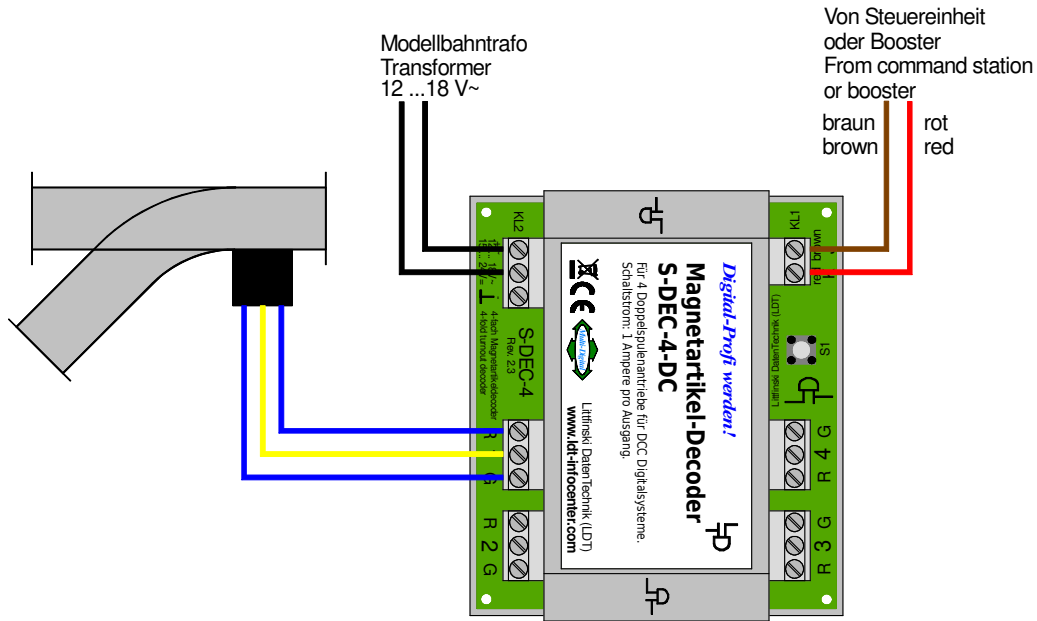 Modellbahntrafo
Transformer
12 ...18 V~
Von Steuereinheit
oder Booster
From command station
or booster
braun
brown
rot
red
KL2
S-DEC-4
Rev. 2.3
4-fach Magnetartikeldecoder
4-fold turnout decoder
R
G
R 2 G
Digital-Profi werden!
Magnetartikel-Decoder
S-DEC-4-DC
Für 4 Doppelspulenantriebe für DCC Digitalsysteme.
Schaltstrom: 1 Ampere pro Ausgang.
CE
Multi-Digital
Littfinski DatenTechnik (LDT)
www.ldt-infocenter.com
KL1
red brown
S1
Littfinski DatenTechnik (LDT)
R 4 G
R 3 G